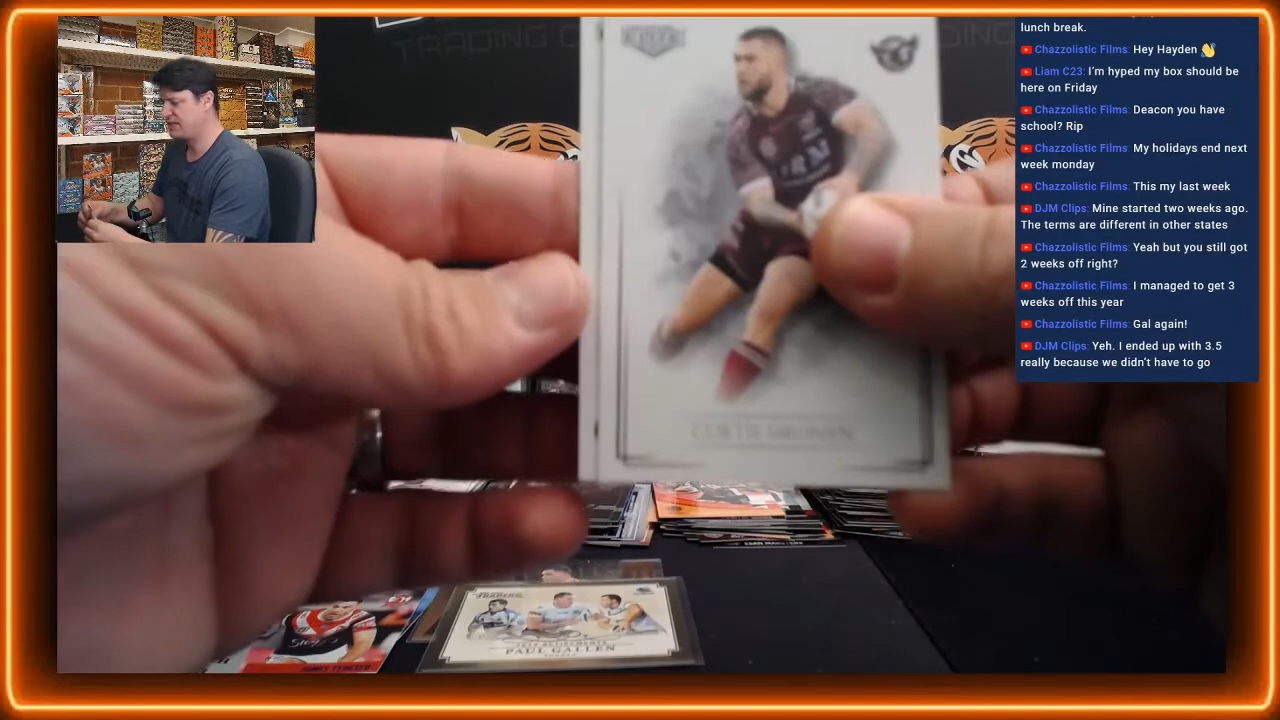 TRADING C
lunch break.
Chazzolistic Films: Hey Hayden 👋
Liam C23: I'm hyped my box should be
here on Friday
Chazzolistic Films: Deacon you have
school? Rip
Chazzolistic Films: My holidays end next
week monday
Chazzolistic Films: This my last week
DJM Clips: Mine started two weeks ago.
The terms are different in other states
Chazzolistic Films: Yeah but you still got
2 weeks off right?
Chazzolistic Films: I managed to get 3
weeks off this year
Chazzolistic Films: Gal again!
DJM Clips: Yeh. I ended up with 3.5
really because we didn't have to go
CURTIS SIRONEN
PAUL GALLEN